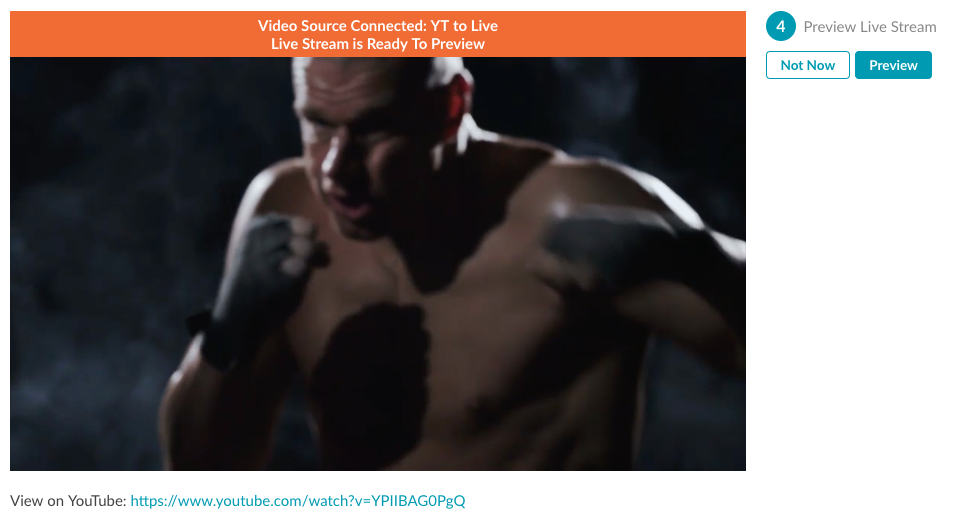 Video Source Connected: YT to Live
Live Stream is Ready To Preview
4 Preview Live Stream
Not Now Preview
View on YouTube: https://www.youtube.com/watch?v=YPIIBAG0PgQ